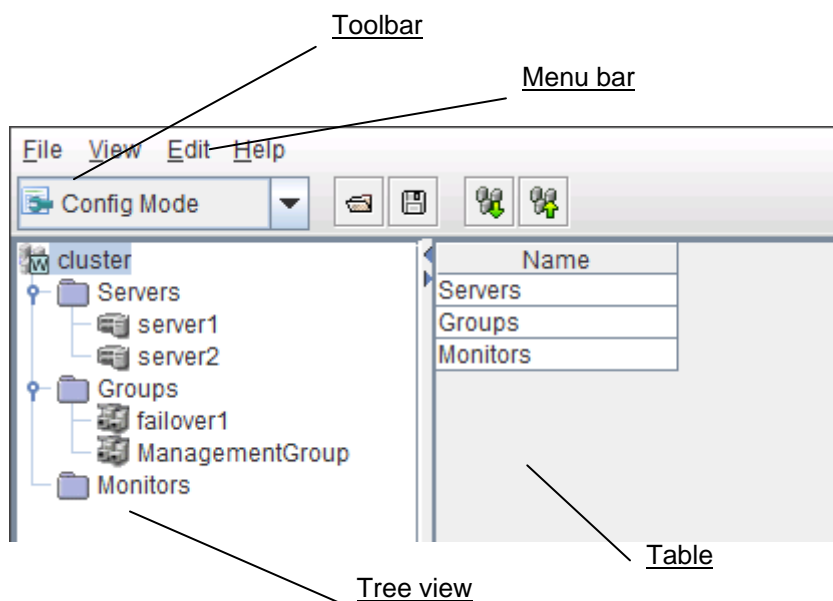 Toolbar
Menu bar
File View Edit Help
Config Mode
W cluster
Name
Servers
Servers
server1
Groups
server2
Monitors
Groups
failover1
ManagementGroup
Monitors
Table
Tree view